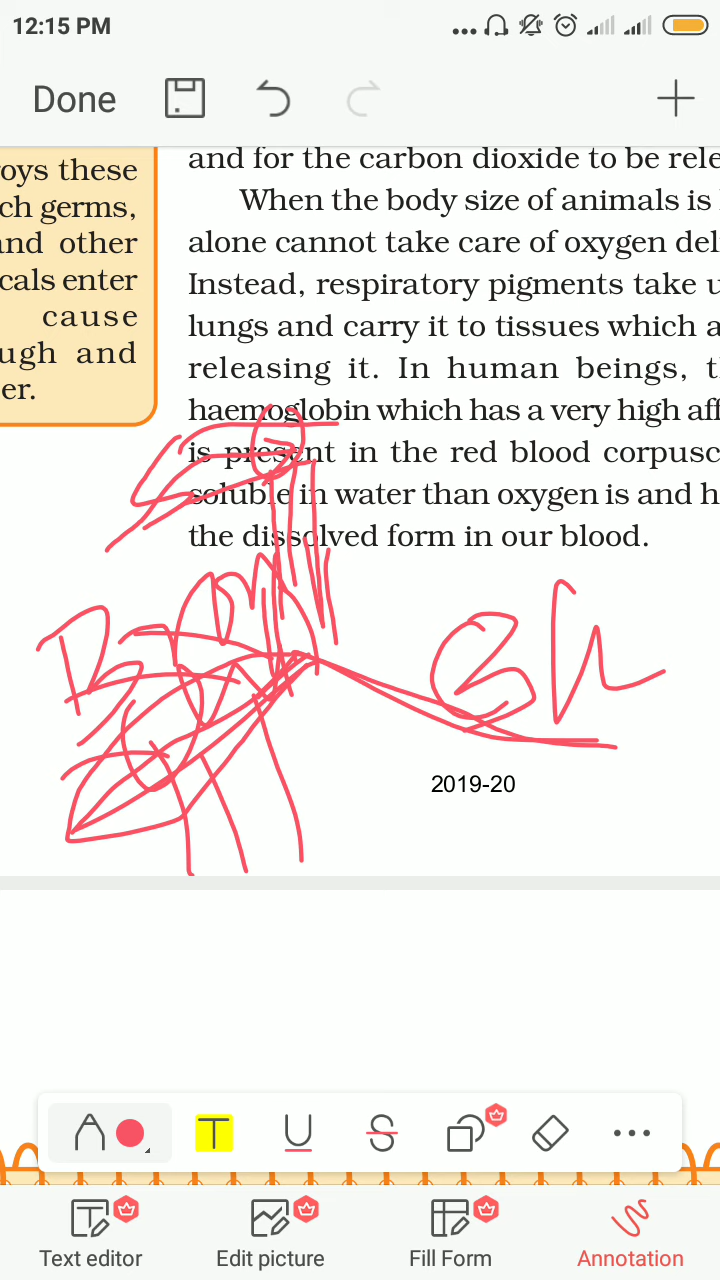 12:15 PM
Done
oys these
ch germs,
and other
cals enter
cause
ugh and
er.
and for the carbon dioxide to be rele
When the body size of animals is
alone cannot take care of oxygen del
Instead, respiratory pigments take u
lungs and carry it to tissues which a
releasing it. In human beings, t
haemoglobin which has a very high aff
is present in the red blood corpusc
soluble in water than oxygen is and h
the dissolved form in our blood.
2019-20
T
U
S
Text editor
Edit picture
Fill Form
Annotation